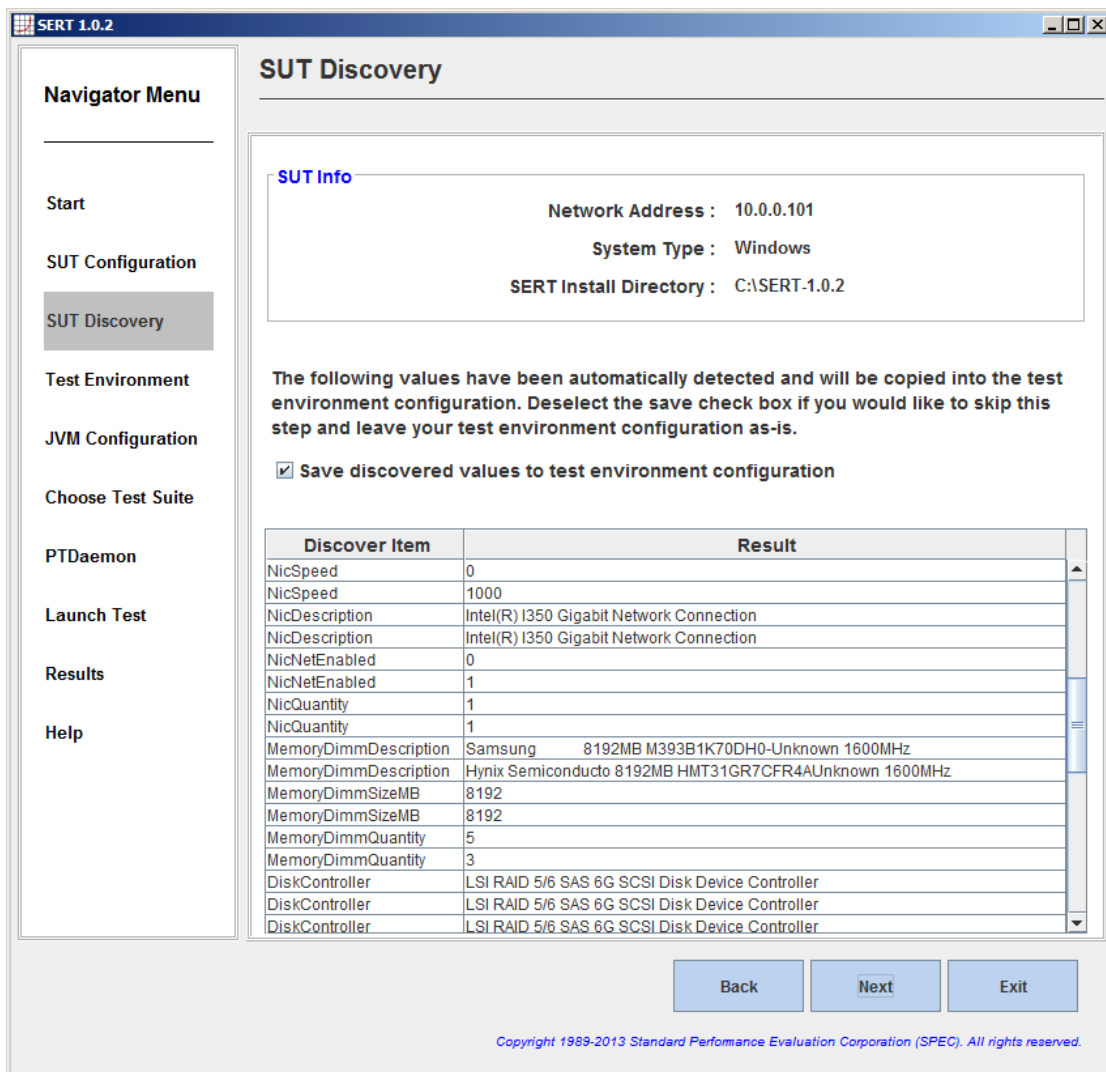 SERT 1.0.2
Navigator Menu
Start
SUT Configuration
SUT Discovery
Test Environment
JVM Configuration
Choose Test Suite
PTDaemon
Launch Test
Results
Help
SUT Discovery
SUT Info
Network Address : 10.0.0.101
System Type : Windows
SERT Install Directory : C:\SERT-1.0.2
The following values have been automatically detected and will be copied into the test
environment configuration. Deselect the save check box if you would like to skip this
step and leave your test environment configuration as-is.
Save discovered values to test environment configuration
Discover Item Result
NicSpeed 0
NicSpeed 1000
NicDescription Intel(R) I350 Gigabit Network Connection
NicDescription Intel(R) I350 Gigabit Network Connection
NicNetEnabled 0
NicNetEnabled 1
NicQuantity 1
NicQuantity 1
MemoryDimmDescription Samsung 8192MB M393B1K70DH0-Unknown 1600MHz
MemoryDimmDescription Hynix Semiconducto 8192MB HMT31GR7CFR4AUnknown 1600MHz
MemoryDimmSizeMB 8192
MemoryDimmSizeMB 8192
MemoryDimmQuantity 5
MemoryDimmQuantity 3
DiskController LSI RAID 5/6 SAS 6G SCSI Disk Device Controller
DiskController LSI RAID 5/6 SAS 6G SCSI Disk Device Controller
DiskController LSI RAID 5/6 SAS 6G SCSI Disk Device Controller
Back Next Exit
Copyright 1989-2013 Standard Performance Evaluation Corporation (SPEC). All rights reserved.